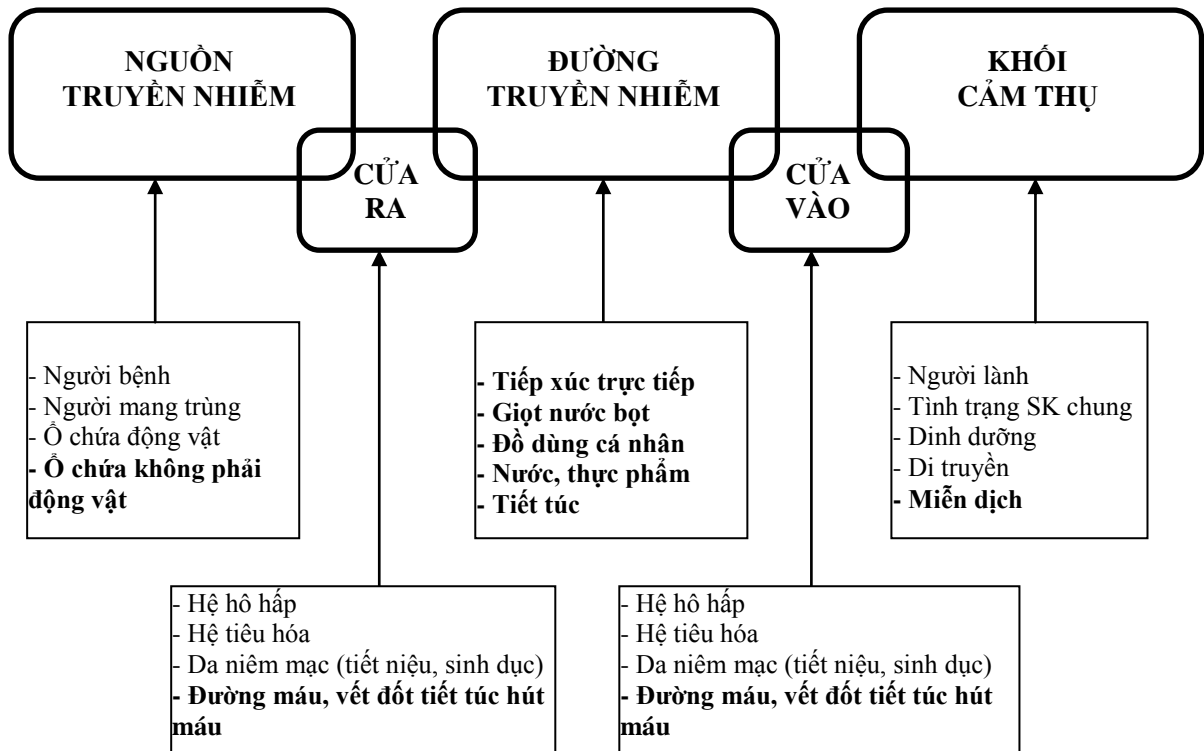 NGUỒN
TRUYỀN NHIỄM
ĐƯỜNG
TRUYỀN NHIỄM
KHỐI
CẢM THỤ
CỬA
RA
CỬA
VÀO
- Người bệnh
- Người mang trùng
- Ổ chứa động vật
- Ổ chứa không phải
động vật
- Tiếp xúc trực tiếp
- Giọt nước bọt
- Đồ dùng cá nhân
- Nước, thực phẩm
- Tiết túc
- Người lành
- Tình trạng SK chung
- Dinh dưỡng
- Di truyền
- Miễn dịch
- Hệ hô hấp
- Hệ tiêu hóa
- Da niêm mạc (tiết niệu, sinh dục)
- Đường máu, vết đốt tiết túc hút
máu
- Hệ hô hấp
- Hệ tiêu hóa
- Da niêm mạc (tiết niệu, sinh dục)
- Đường máu, vết đốt tiết túc hút
máu